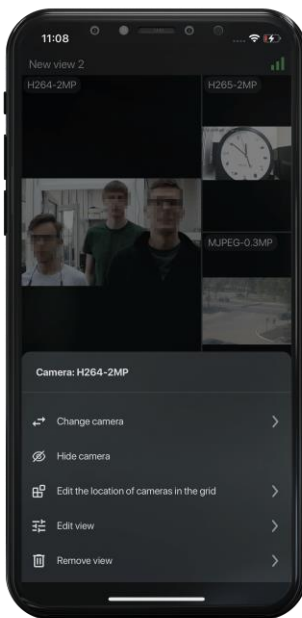 11:08
New view 2
H264-2MP
H265-2MP
MJPEG-0.3MP
Camera: H264-2MP
Change camera
Hide camera
Edit the location of cameras in the grid
Edit view
Remove view